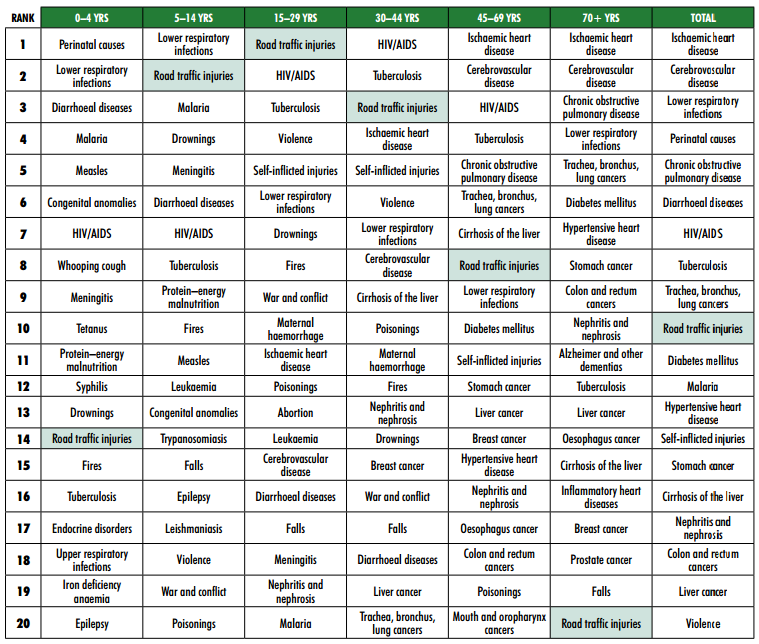 RANK 0–4 YRS 5–14 YRS 15–29 YRS 30–44 YRS 45–69 YRS 70+ YRS TOTAL
1 Perinatal causes Lower respiratory infections Road traffic injuries HIV/AIDS Ischaemic heart disease Ischaemic heart disease Ischaemic heart disease
2 Lower respiratory infections Road traffic injuries HIV/AIDS Tuberculosis Cerebrovascular disease Cerebrovascular disease Cerebrovascular disease
3 Diarrhoeal diseases Malaria Tuberculosis Road traffic injuries HIV/AIDS Chronic obstructive pulmonary disease Lower respiratory infections
4 Malaria Drownings Violence Ischaemic heart disease Tuberculosis Lower respiratory infections Perinatal causes
5 Measles Meningitis Self-inflicted injuries Self-inflicted injuries Chronic obstructive pulmonary disease Trachea, bronchus, lung cancers Chronic obstructive pulmonary disease
6 Congenital anomalies Diarrhoeal diseases Lower respiratory infections Violence Trachea, bronchus, lung cancers Diabetes mellitus Diarrhoeal diseases
7 HIV/AIDS HIV/AIDS Drownings Lower respiratory infections Cirrhosis of the liver Hypertensive heart disease HIV/AIDS
8 Whooping cough Tuberculosis Fires Cerebrovascular disease Road traffic injuries Stomach cancer Tuberculosis
9 Meningitis Protein–energy malnutrition War and conflict Cirrhosis of the liver Lower respiratory infections Colon and rectum cancers Trachea, bronchus, lung cancers
10 Tetanus Fires Maternal haemorrhage Poisonings Diabetes mellitus Nephritis and nephrosis Road traffic injuries
11 Protein–energy malnutrition Measles Ischaemic heart disease Maternal haemorrhage Self-inflicted injuries Alzheimer and other dementias Diabetes mellitus
12 Syphilis Leukaemia Poisonings Fires Stomach cancer Tuberculosis Malaria
13 Drownings Congenital anomalies Abortion Nephritis and nephrosis Liver cancer Liver cancer Hypertensive heart disease
14 Road traffic injuries Trypanosomiasis Leukaemia Drownings Breast cancer Oesophagus cancer Self-inflicted injuries
15 Fires Falls Cerebrovascular disease Breast cancer Hypertensive heart disease Cirrhosis of the liver Stomach cancer
16 Tuberculosis Epilepsy Diarrhoeal diseases War and conflict Nephritis and nephrosis Inflammatory heart diseases Cirrhosis of the liver
17 Endocrine disorders Leishmaniasis Falls Falls Oesophagus cancer Breast cancer Nephritis and nephrosis
18 Upper respiratory infections Violence Meningitis Diarrhoeal diseases Colon and rectum cancers Prostate cancer Colon and rectum cancers
19 Iron deficiency anaemia War and conflict Nephritis and nephrosis Liver cancer Poisonings Falls Liver cancer
20 Epilepsy Poisonings Malaria Trachea, bronchus, lung cancers Mouth and oropharynx cancers Road traffic injuries Violence